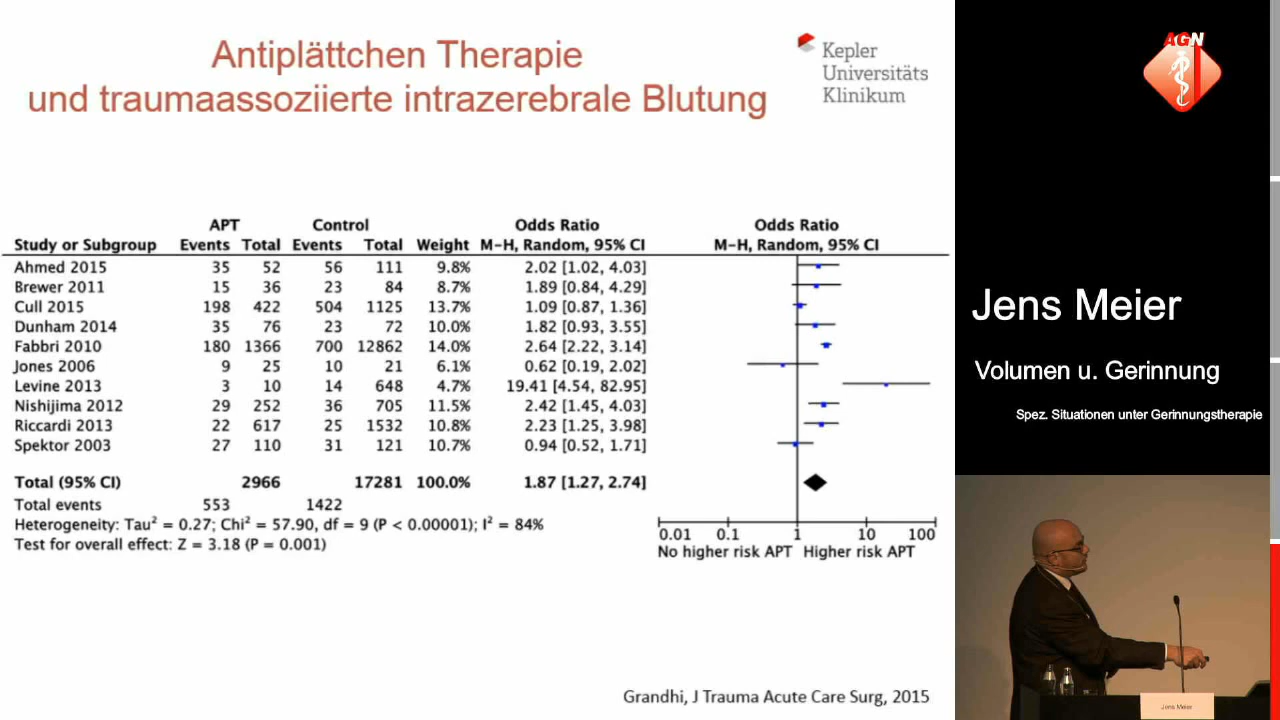 Antiplättchen Therapie
und traumaassoziierte intrazerebrale Blutung
Kepler
Universitäts
Klinikum
APT Control Odds Ratio Odds Ratio
Study or Subgroup Events Total Events Total Weight M-H, Random, 95% CI M-H, Random, 95% CI
Ahmed 2015 35 52 56 111 9.8% 2.02 [1.02, 4.03]
Brewer 2011 15 36 23 84 8.7% 1.89 [0.84, 4.29]
Cull 2015 198 422 504 1125 13.7% 1.09 [0.87, 1.36]
Dunham 2014 35 76 23 72 10.0% 1.82 [0.93, 3.55]
Fabbri 2010 180 1366 700 12862 14.0% 2.64 [2.22, 3.14]
Jones 2006 9 25 10 21 6.1% 0.62 [0.19, 2.02]
Levine 2013 3 10 14 648 4.7% 19.41 [4.54, 82.95]
Nishijima 2012 29 252 36 705 11.5% 2.42 [1.45, 4.03]
Riccardi 2013 22 617 25 1532 10.8% 2.23 [1.25, 3.98]
Spektor 2003 27 110 31 121 10.7% 0.94 [0.52, 1.71]
Total (95% CI) 2966 17281 100.0% 1.87 [1.27, 2.74]
Total events 553 1422
Heterogeneity: Tau² = 0.27; Chi² = 57.90, df = 9 (P < 0.00001); I² = 84%
Test for overall effect: Z = 3.18 (P = 0.001)
0.01 0.1 1 10 100
No higher risk APT Higher risk APT
Grandhi, J Trauma Acute Care Surg, 2015
AGN
Jens Meier
Volumen u. Gerinnung
Spez. Situationen unter Gerinnungstherapie
Jens Meier